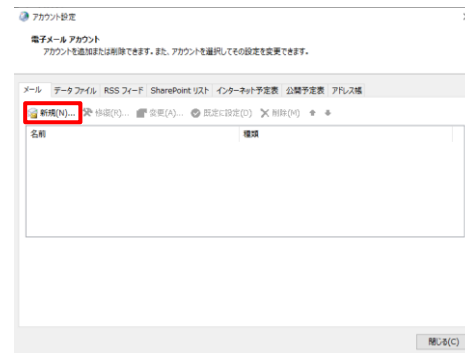 アカウント設定
電子メール アカウント
アカウントを追加または削除できます。また、アカウントを選択してその設定を変更できます。
メール データ ファイル RSS フィード SharePoint リスト インターネット予定表 公開予定表 アドレス帳
新規(N)... 修復(R)... 変更(A)... 既定に設定(D) 削除(M)
名前 種類
閉じる(C)